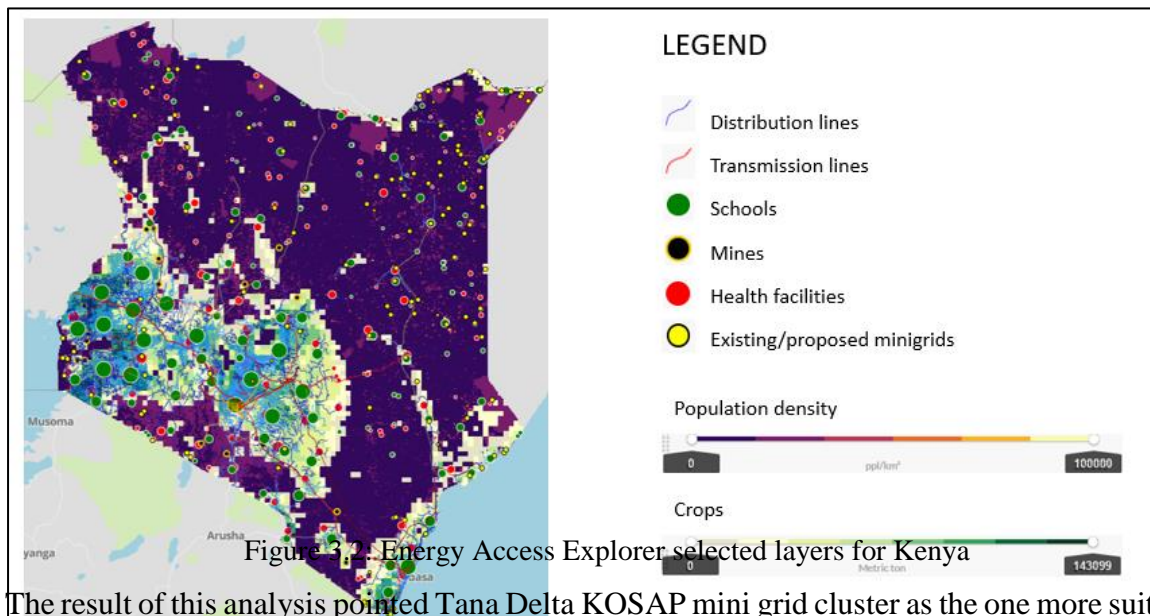 LEGEND
Distribution lines
Transmission lines
Schools
Mines
Health facilities
Existing/proposed minigrids
Population density
0
ppl/km²
100000
Crops
0
Metric ton
143099
Musoma
Arusha
yanga
basa
Figure 3.2: Energy Access Explorer selected layers for Kenya
The result of this analysis pointed Tana Delta KOSAP mini grid cluster as the one more suit